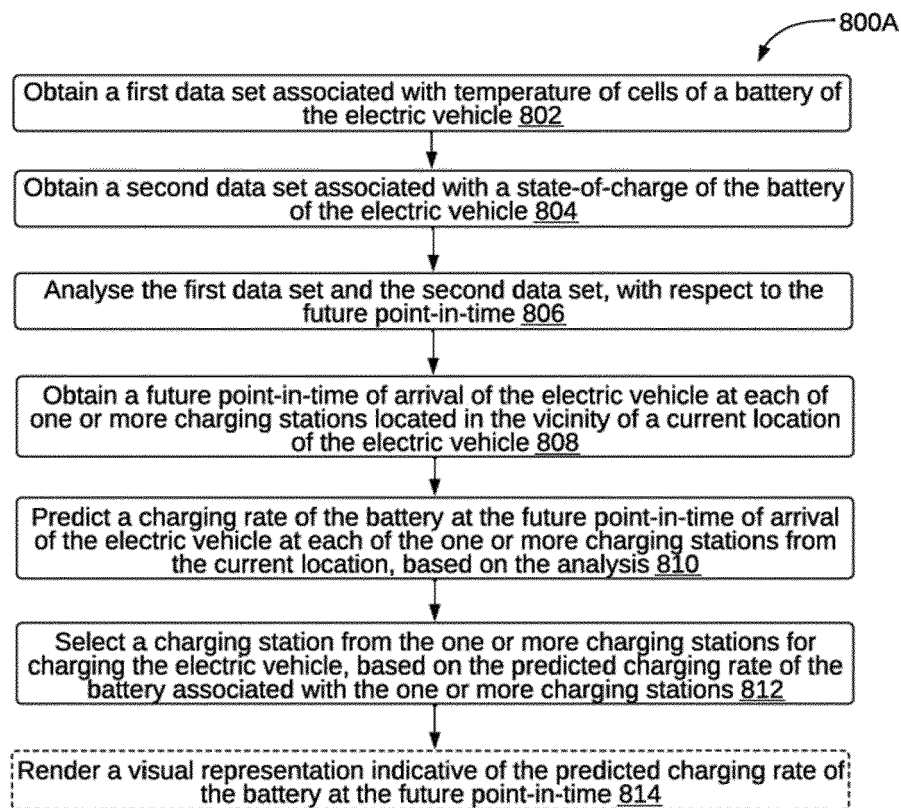 800A
Obtain a first data set associated with temperature of cells of a battery of
the electric vehicle 802
Obtain a second data set associated with a state-of-charge of the battery
of the electric vehicle 804
Analyse the first data set and the second data set, with respect to the
future point-in-time 806
Obtain a future point-in-time of arrival of the electric vehicle at each of
one or more charging stations located in the vicinity of a current location
of the electric vehicle 808
Predict a charging rate of the battery at the future point-in-time of arrival
of the electric vehicle at each of the one or more charging stations from
the current location, based on the analysis 810
Select a charging station from the one or more charging stations for
charging the electric vehicle, based on the predicted charging rate of the
battery associated with the one or more charging stations 812
Render a visual representation indicative of the predicted charging rate of
the battery at the future point-in-time 814